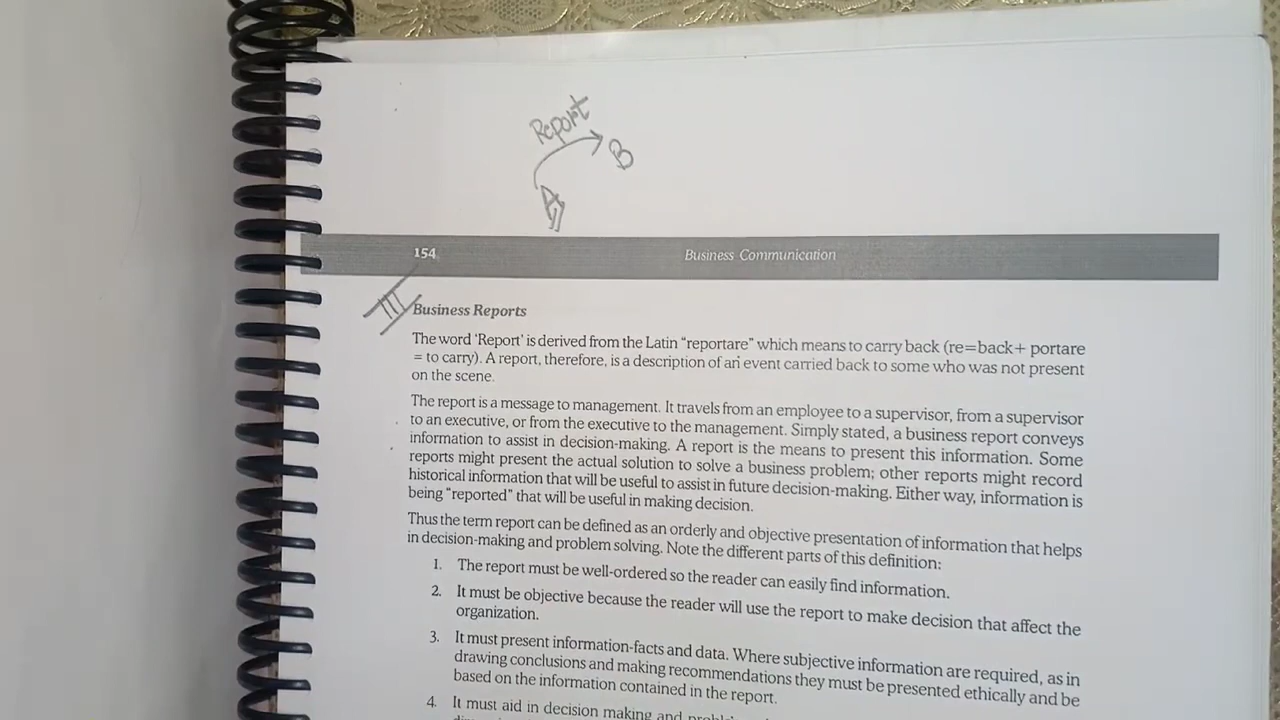 Report
B
A
154
Business Communication
III
Business Reports
The word 'Report' is derived from the Latin "reportare" which means to carry back (re=back+ portare
= to carry). A report, therefore, is a description of an event carried back to some who was not present
on the scene.
The report is a message to management. It travels from an employee to a supervisor, from a supervisor
to an executive, or from the executive to the management. Simply stated, a business report conveys
information to assist in decision-making. A report is the means to present this information. Some
reports might present the actual solution to solve a business problem; other reports might record
historical information that will be useful to assist in future decision-making. Either way, information is
being "reported" that will be useful in making decision.
Thus the term report can be defined as an orderly and objective presentation of information that helps
in decision-making and problem solving. Note the different parts of this definition:
1. The report must be well-ordered so the reader can easily find information.
2. It must be objective because the reader will use the report to make decision that affect the
organization.
3. It must present information-facts and data. Where subjective information are required, as in
drawing conclusions and making recommendations they must be presented ethically and be
based on the information contained in the report.
4. It must aid in decision making and